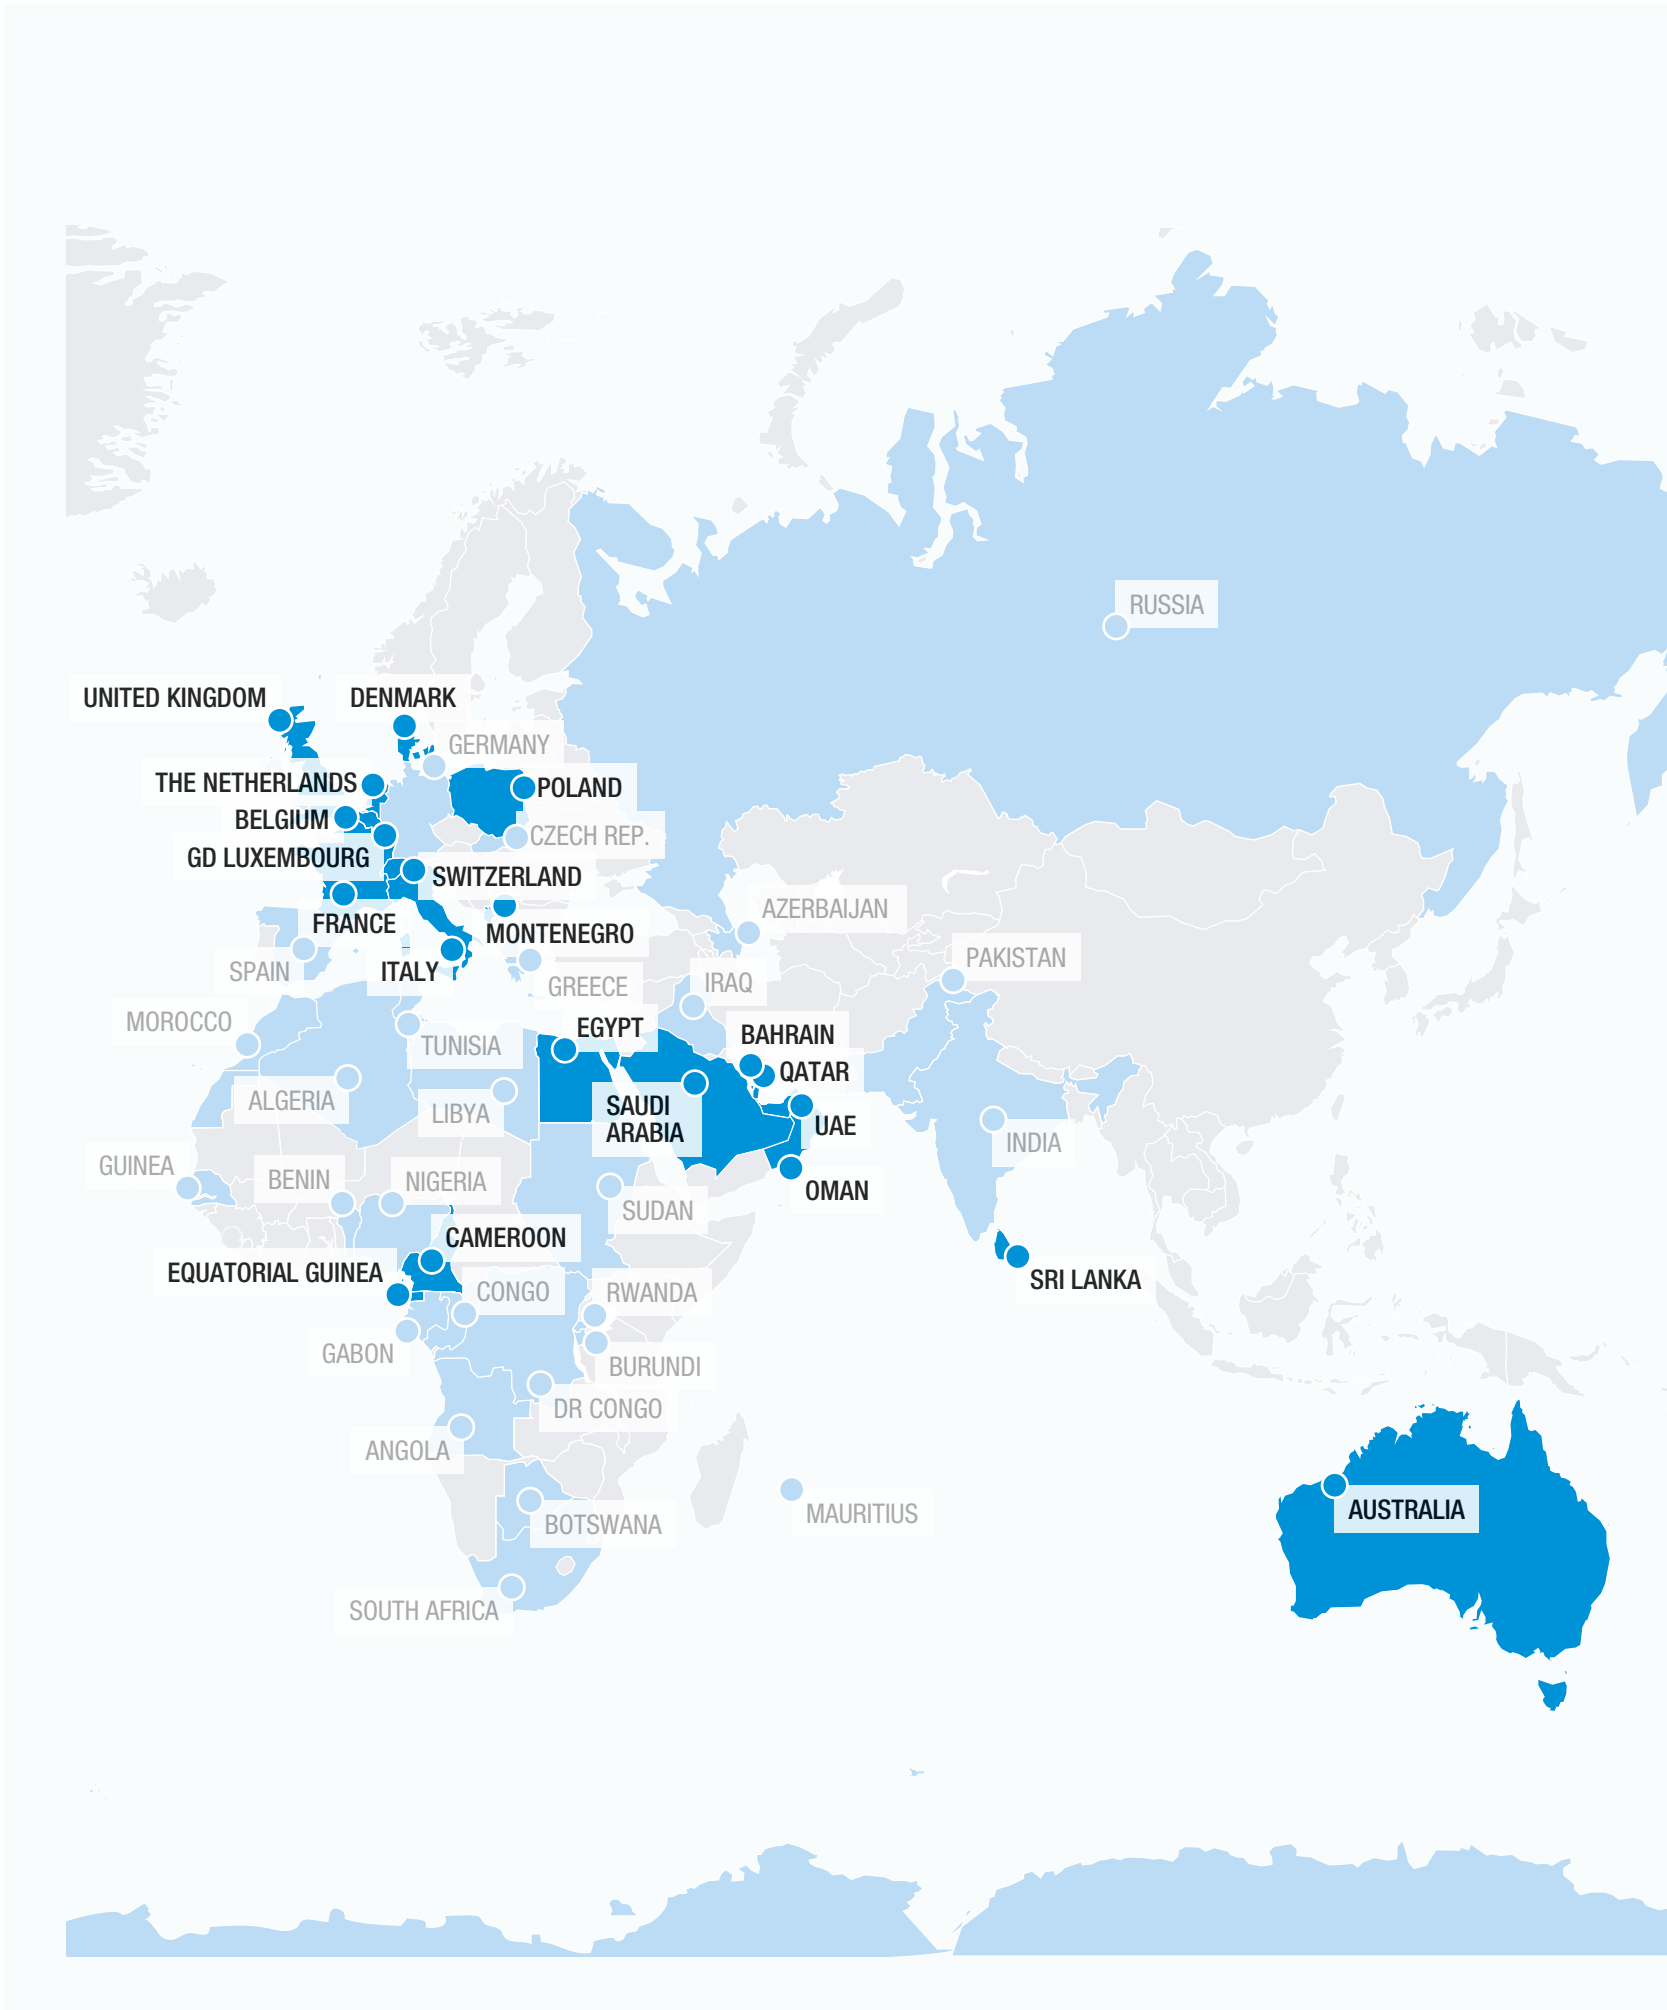 RUSSIA
UNITED KINGDOM
DENMARK
GERMANY
THE NETHERLANDS
POLAND
BELGIUM
CZECH REP.
GD LUXEMBOURG
SWITZERLAND
AZERBAIJAN
FRANCE
MONTENEGRO
PAKISTAN
SPAIN
ITALY
GREECE
IRAQ
MOROCCO
EGYPT
BAHRAIN
TUNISIA
QATAR
ALGERIA
LIBYA
SAUDI
ARABIA
UAE
INDIA
GUINEA
BENIN
NIGERIA
OMAN
SUDAN
CAMEROON
EQUATORIAL GUINEA
SRI LANKA
CONGO
RWANDA
GABON
BURUNDI
DR CONGO
ANGOLA
MAURITIUS
AUSTRALIA
BOTSWANA
SOUTH AFRICA